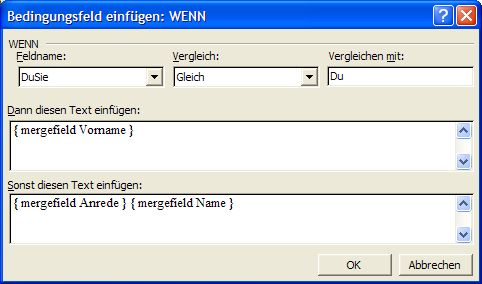 Bedingungsfeld einfügen: WENN
WENN
Feldname: Vergleich: Vergleichen mit:
DuSie Gleich Du
Dann diesen Text einfügen:
{ mergefield Vorname }
Sonst diesen Text einfügen:
{ mergefield Anrede } { mergefield Name }
OK Abbrechen